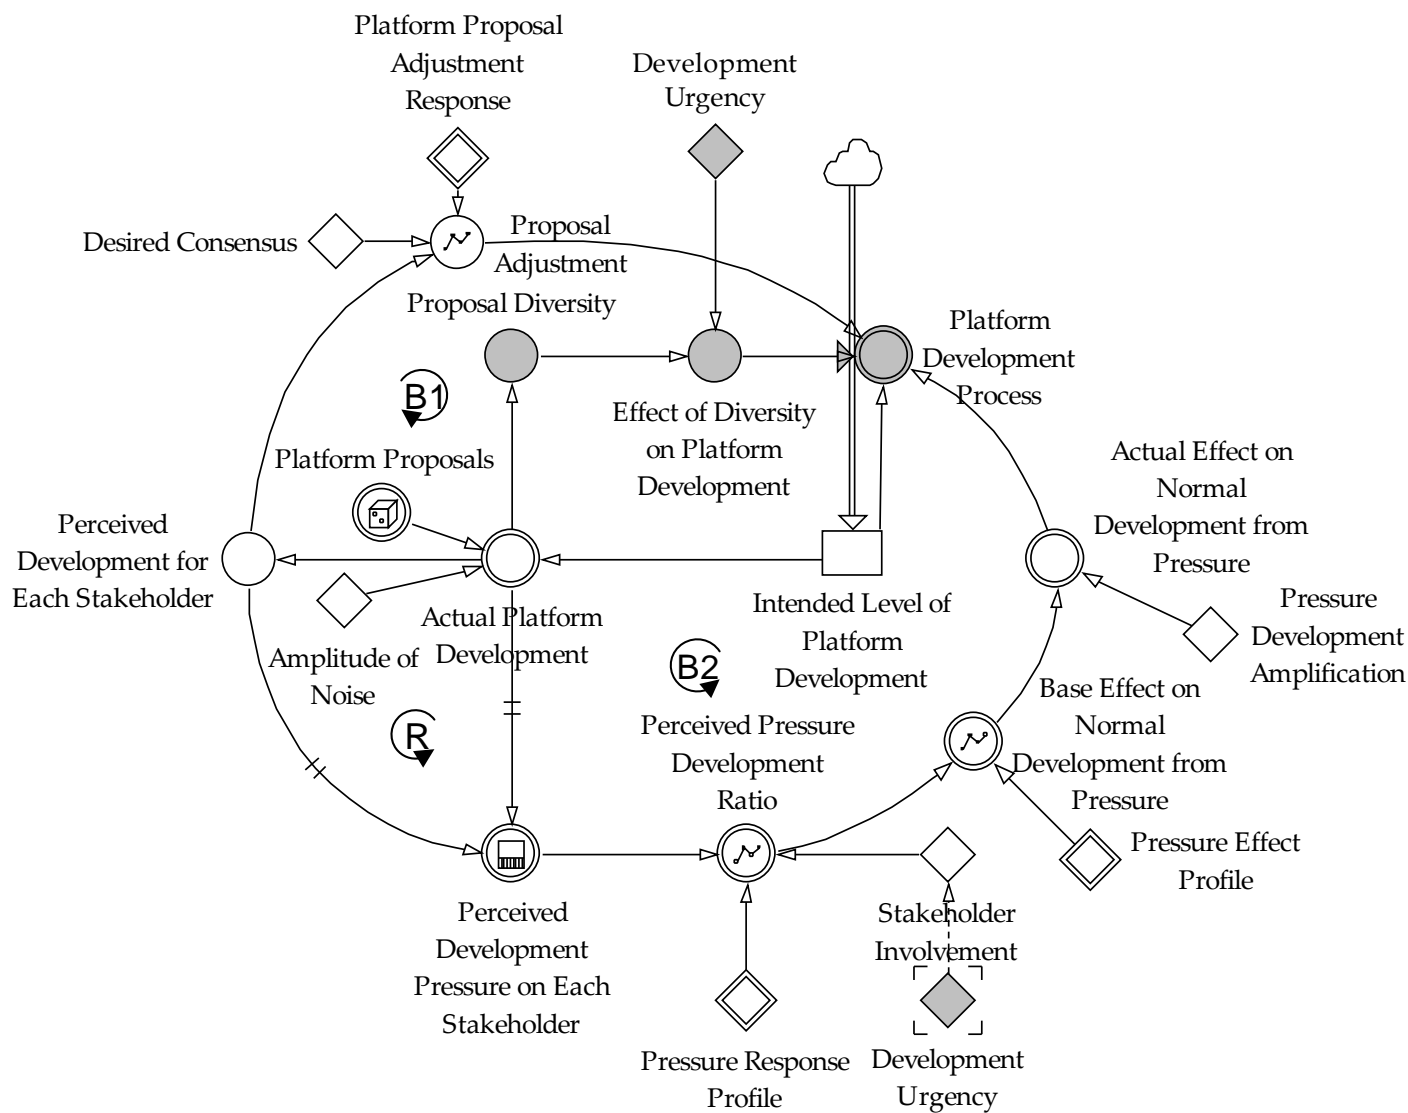 Platform Proposal
Adjustment
Response
Development
Urgency
Desired Consensus
Proposal
Adjustment
Proposal Diversity
Platform
Development
Process
B1
Effect of Diversity
on Platform
Development
Platform Proposals
Actual Effect on
Normal
Development from
Pressure
Perceived
Development for
Each Stakeholder
Actual Platform
Development
Amplitude of
Noise
Intended Level of
Platform
Development
Pressure
Development
Amplification
B2
R
Perceived Pressure
Development
Ratio
Base Effect on
Normal
Development from
Pressure
Pressure Effect
Profile
Perceived
Development
Pressure on Each
Stakeholder
Stakeholder
Involvement
Pressure Response
Profile
Development
Urgency